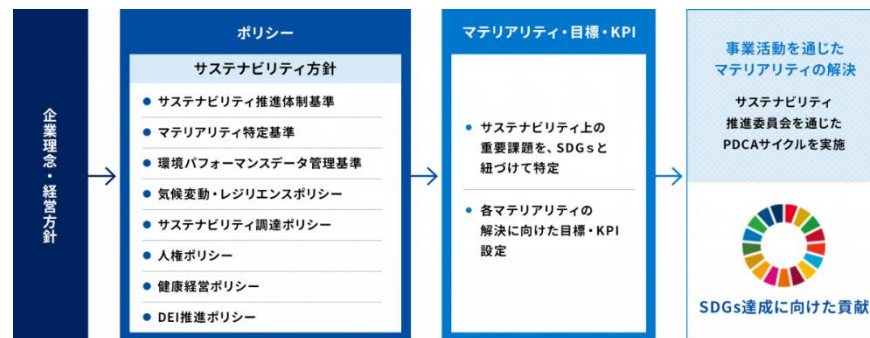 企業理念・経営方針
ポリシー
サステナビリティ方針
サステナビリティ推進体制基準
マテリアリティ特定基準
環境パフォーマンスデータ管理基準
気候変動・レジリエンスポリシー
サステナビリティ調達ポリシー
人権ポリシー
健康経営ポリシー
DEI推進ポリシー
マテリアリティ・目標・KPI
サステナビリティ上の
重要課題を、SDGsと
紐づけて特定
各マテリアリティの
解決に向けた目標・KPI
設定
事業活動を通じた
マテリアリティの解決
サステナビリティ
推進委員会を通じた
PDCAサイクルを実施
SDGs達成に向けた貢献